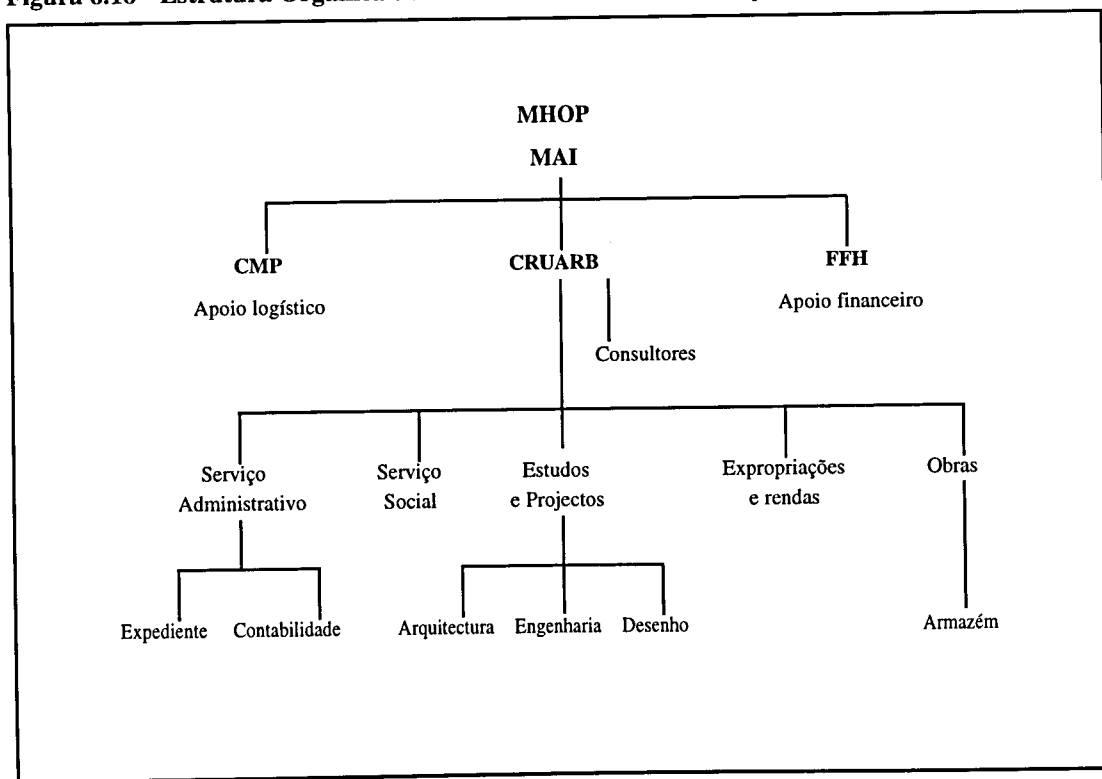 MHOP
MAI
CMP
CRUARB
FFH
Apoio logístico
Apoio financeiro
Consultores
Serviço
Administrativo
Serviço
Social
Estudos
e Projectos
Expropriações
e rendas
Obras
Expediente
Contabilidade
Arquitectura
Engenharia
Desenho
Armazém